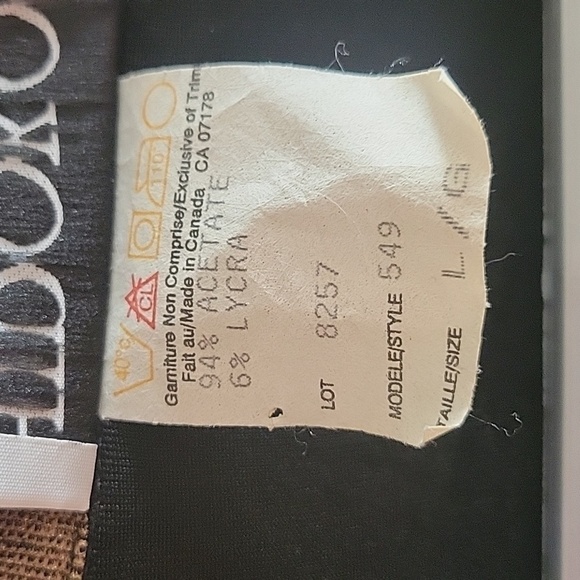 40°C
CL
110°
Garniture Non Comprise/Exclusive of Trim
Fait au/Made in Canada CA 07178
94% ACETATE
6% LYCRA
LOT 8257
MODELE/STYLE 549
TAILLE/SIZE